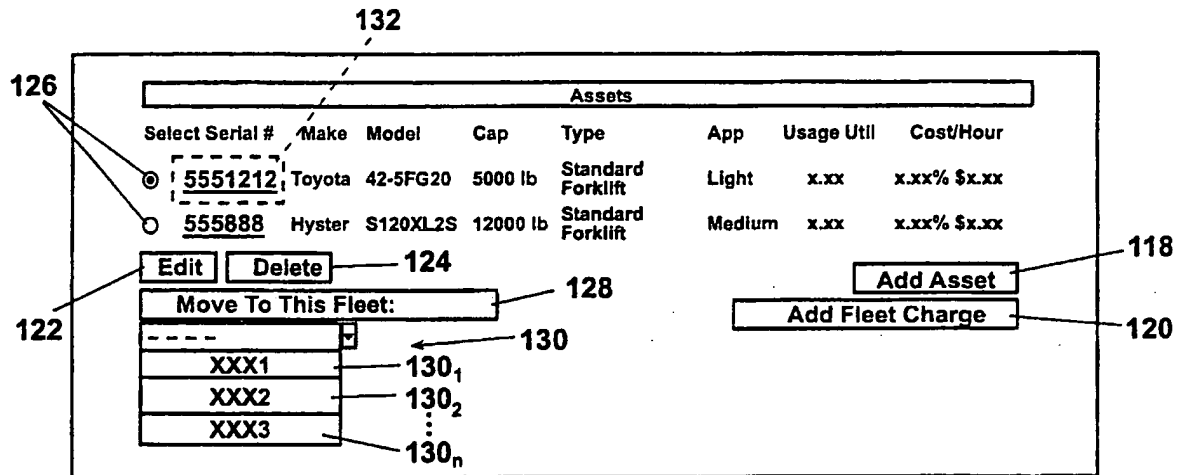 132
126
Assets
Select Serial # Make Model Cap Type App Usage Util Cost/Hour
5551212 Toyota 42-5FG20 5000 lb Standard Forklift Light x.xx x.xx% $x.xx
555888 Hyster S120XL2S 12000 lb Standard Forklift Medium x.xx x.xx% $x.xx
Edit Delete 124 Add Asset 118
122 Move To This Fleet: 128 Add Fleet Charge 120
- - - - - 130
XXX1 130₁
XXX2 130₂
XXX3 130ₙ